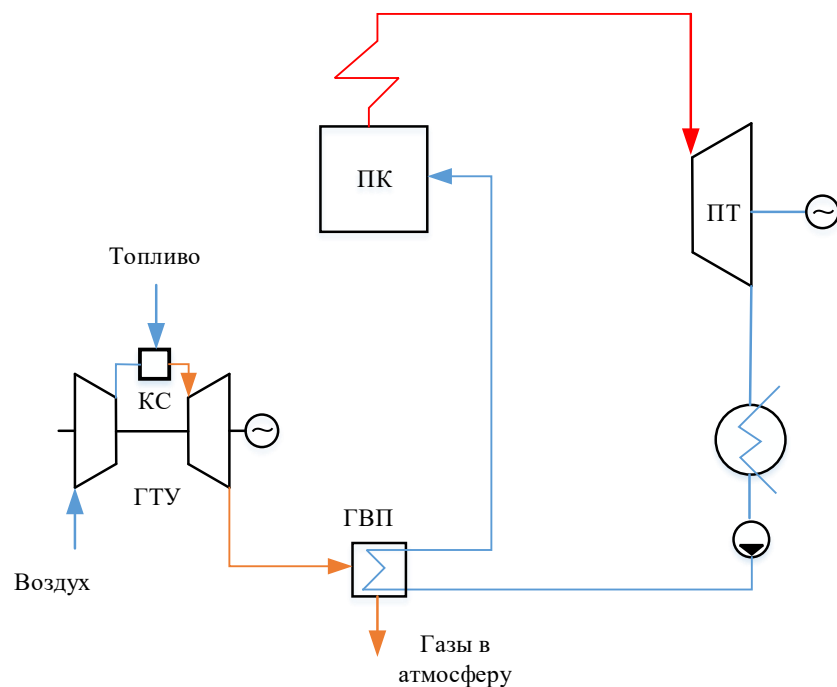 ПК
ПТ
Топливо
КС
ГТУ
ГВП
Воздух
Газы в
атмосферу